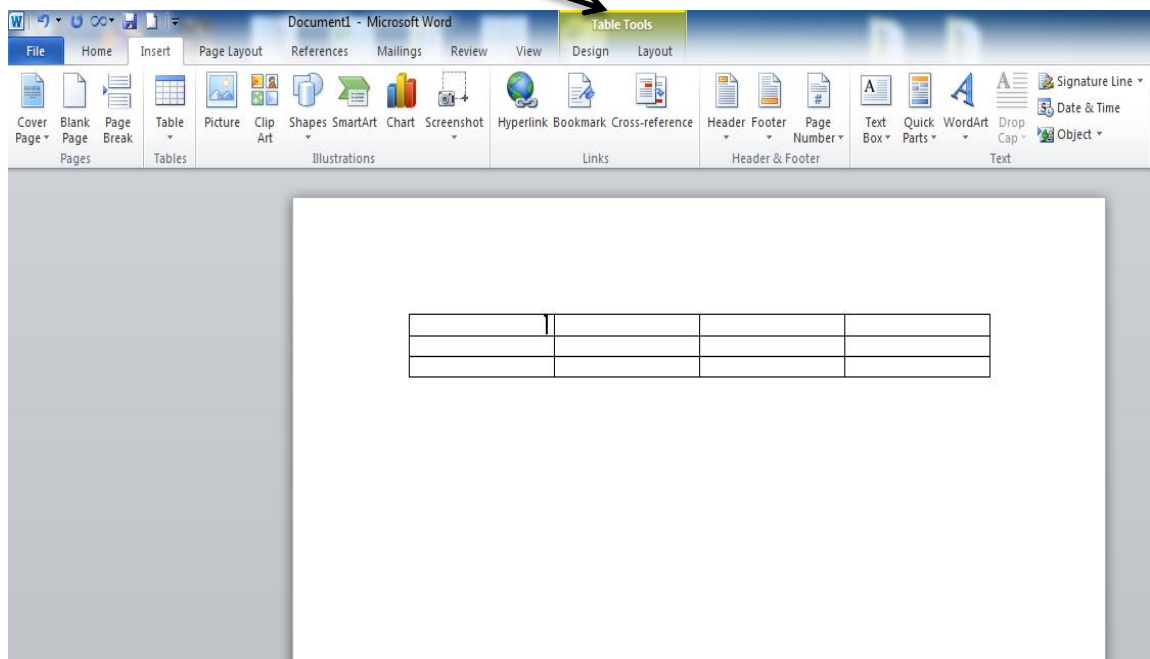 Document1 - Microsoft Word
Table Tools
File Home Insert Page Layout References Mailings Review View Design Layout
Cover Page
Blank Page
Page Break
Table
Picture
Clip Art
Shapes
SmartArt
Chart
Screenshot
Hyperlink
Bookmark
Cross-reference
Header
Footer
Page Number
Text Box
Quick Parts
WordArt
Drop Cap
Signature Line
Date & Time
Object
Pages
Tables
Illustrations
Links
Header & Footer
Text